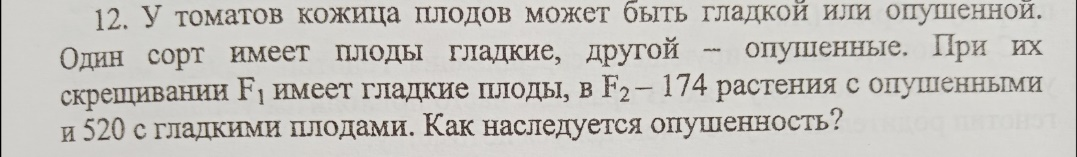 12. У томатов кожица плодов может быть гладкой или опушенной.
Один сорт имеет плоды гладкие, другой – опушенные. При их
скрещивании F₁ имеет гладкие плоды, в F₂ – 174 растения с опушенными
и 520 с гладкими плодами. Как наследуется опушенность?